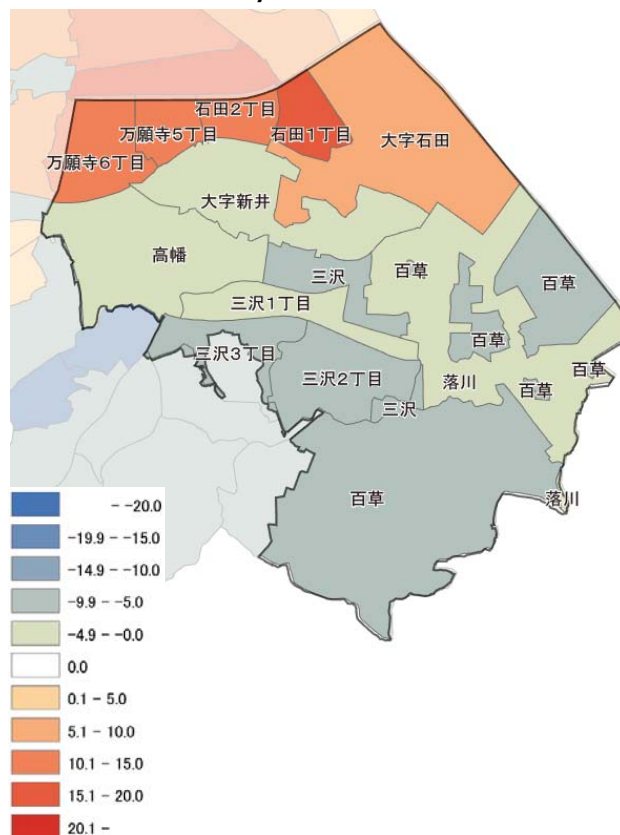 石田2丁目
万願寺5丁目
石田1丁目
大字石田
万願寺6丁目
大字新井
高幡
三沢
百草
百草
三沢1丁目
百草
三沢3丁目
三沢2丁目
落川
百草
百草
三沢
百草
落川
- -20.0
-19.9 - -15.0
-14.9 - -10.0
-9.9 - -5.0
-4.9 - -0.0
0.0
0.1 - 5.0
5.1 - 10.0
10.1 - 15.0
15.1 - 20.0
20.1 -